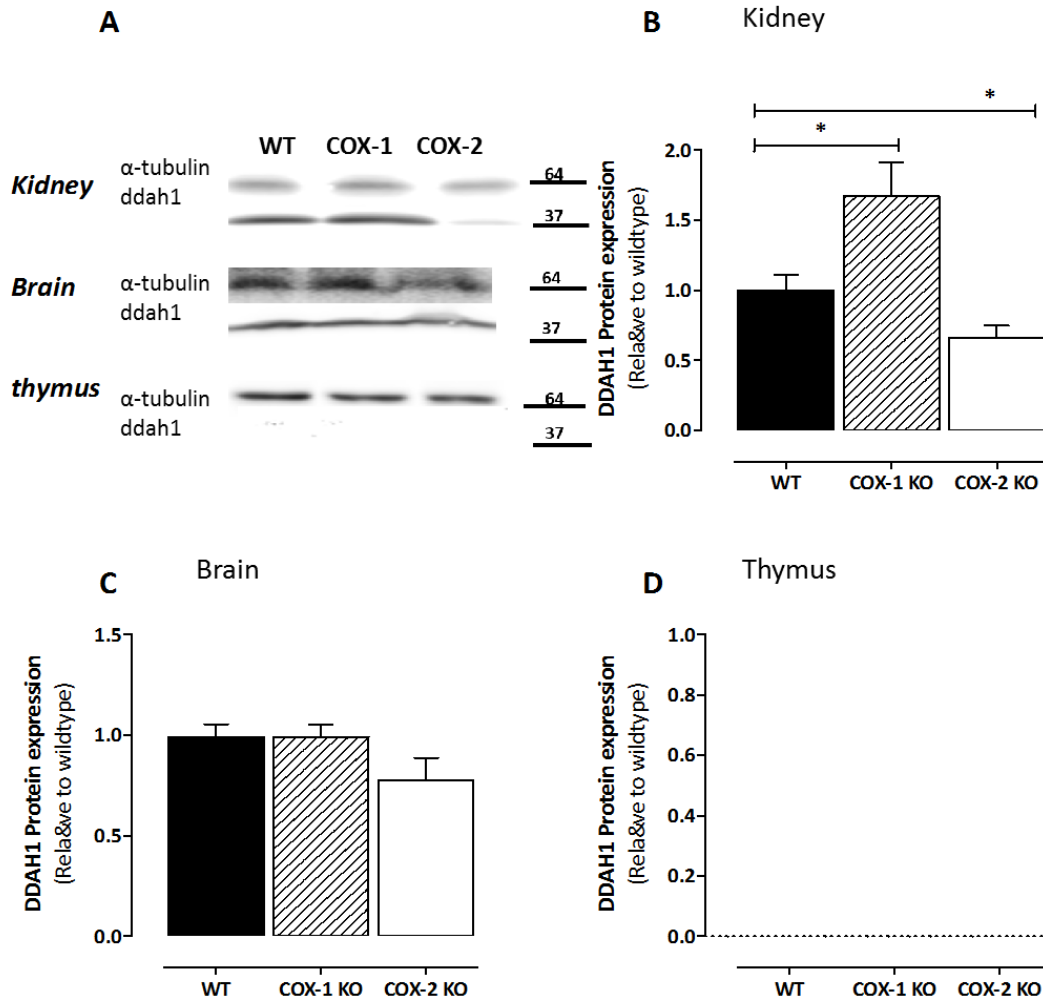 A
WT COX-1 COX-2
Kidney
α-tubulin
ddah1
64
37
Brain
α-tubulin
ddah1
64
37
thymus
α-tubulin
ddah1
64
37
B
Kidney
*
*
DDAH1 Protein expression
(Rela&ve to wildtype)
2.0
1.5
1.0
0.5
0.0
WT COX-1 KO COX-2 KO
C
Brain
DDAH1 Protein expression
(Rela&ve to wildtype)
1.5
1.0
0.5
0.0
WT COX-1 KO COX-2 KO
D
Thymus
DDAH1 Protein expression
(Rela&ve to wildtype)
1.0
0.8
0.6
0.4
0.2
0.0
WT COX-1 KO COX-2 KO